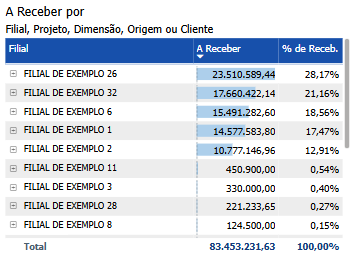 A Receber por
Filial, Projeto, Dimensão, Origem ou Cliente
Filial A Receber % de Receb.
FILIAL DE EXEMPLO 26 23.510.589,44 28,17%
FILIAL DE EXEMPLO 32 17.660.422,14 21,16%
FILIAL DE EXEMPLO 6 15.491.282,60 18,56%
FILIAL DE EXEMPLO 1 14.577.583,80 17,47%
FILIAL DE EXEMPLO 2 10.777.146,96 12,91%
FILIAL DE EXEMPLO 11 450.900,00 0,54%
FILIAL DE EXEMPLO 3 330.000,00 0,40%
FILIAL DE EXEMPLO 28 221.233,65 0,27%
FILIAL DE EXEMPLO 8 124.500,00 0,15%
Total 83.453.231,63 100,00%